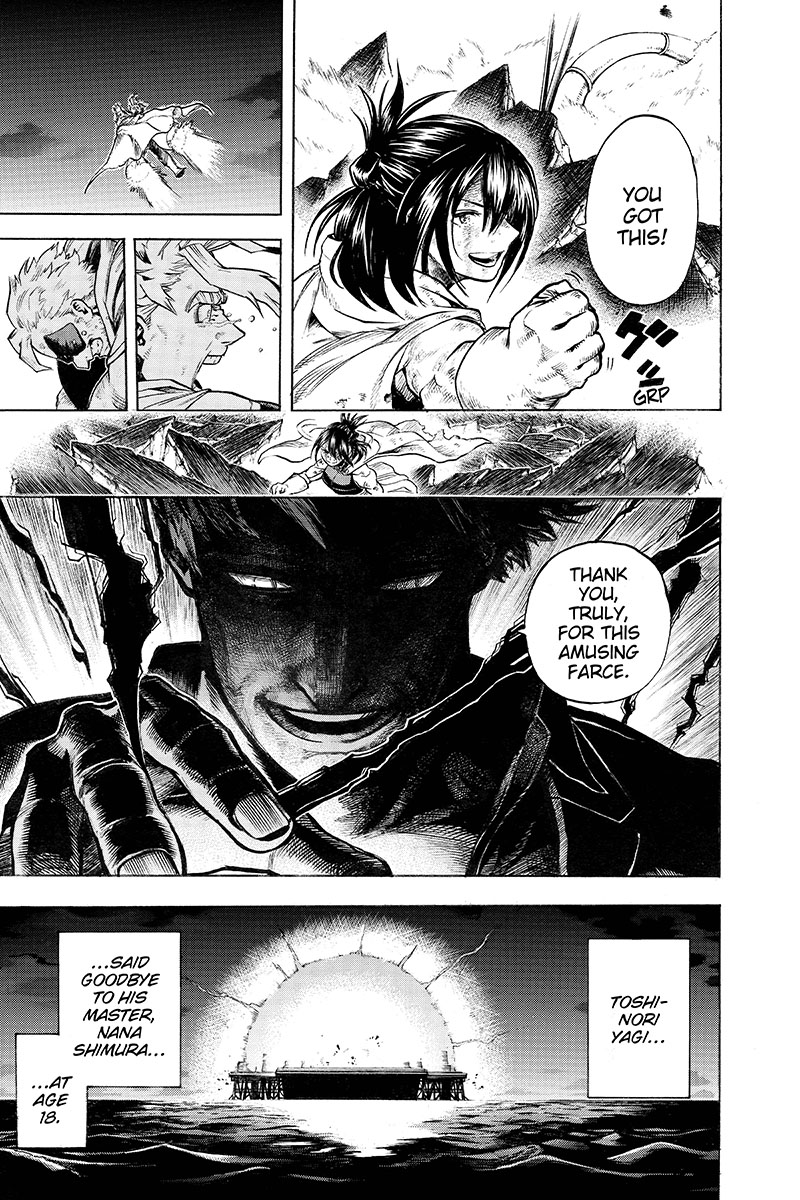 YOU
GOT
THIS!
グッ
GRP
THANK
YOU,
TRULY,
FOR THIS
AMUSING
FARCE.
TOSHI-
NORI
YAGI...
...SAID
GOODBYE
TO HIS
MASTER,
NANA
SHIMURA...
...AT
AGE
18.